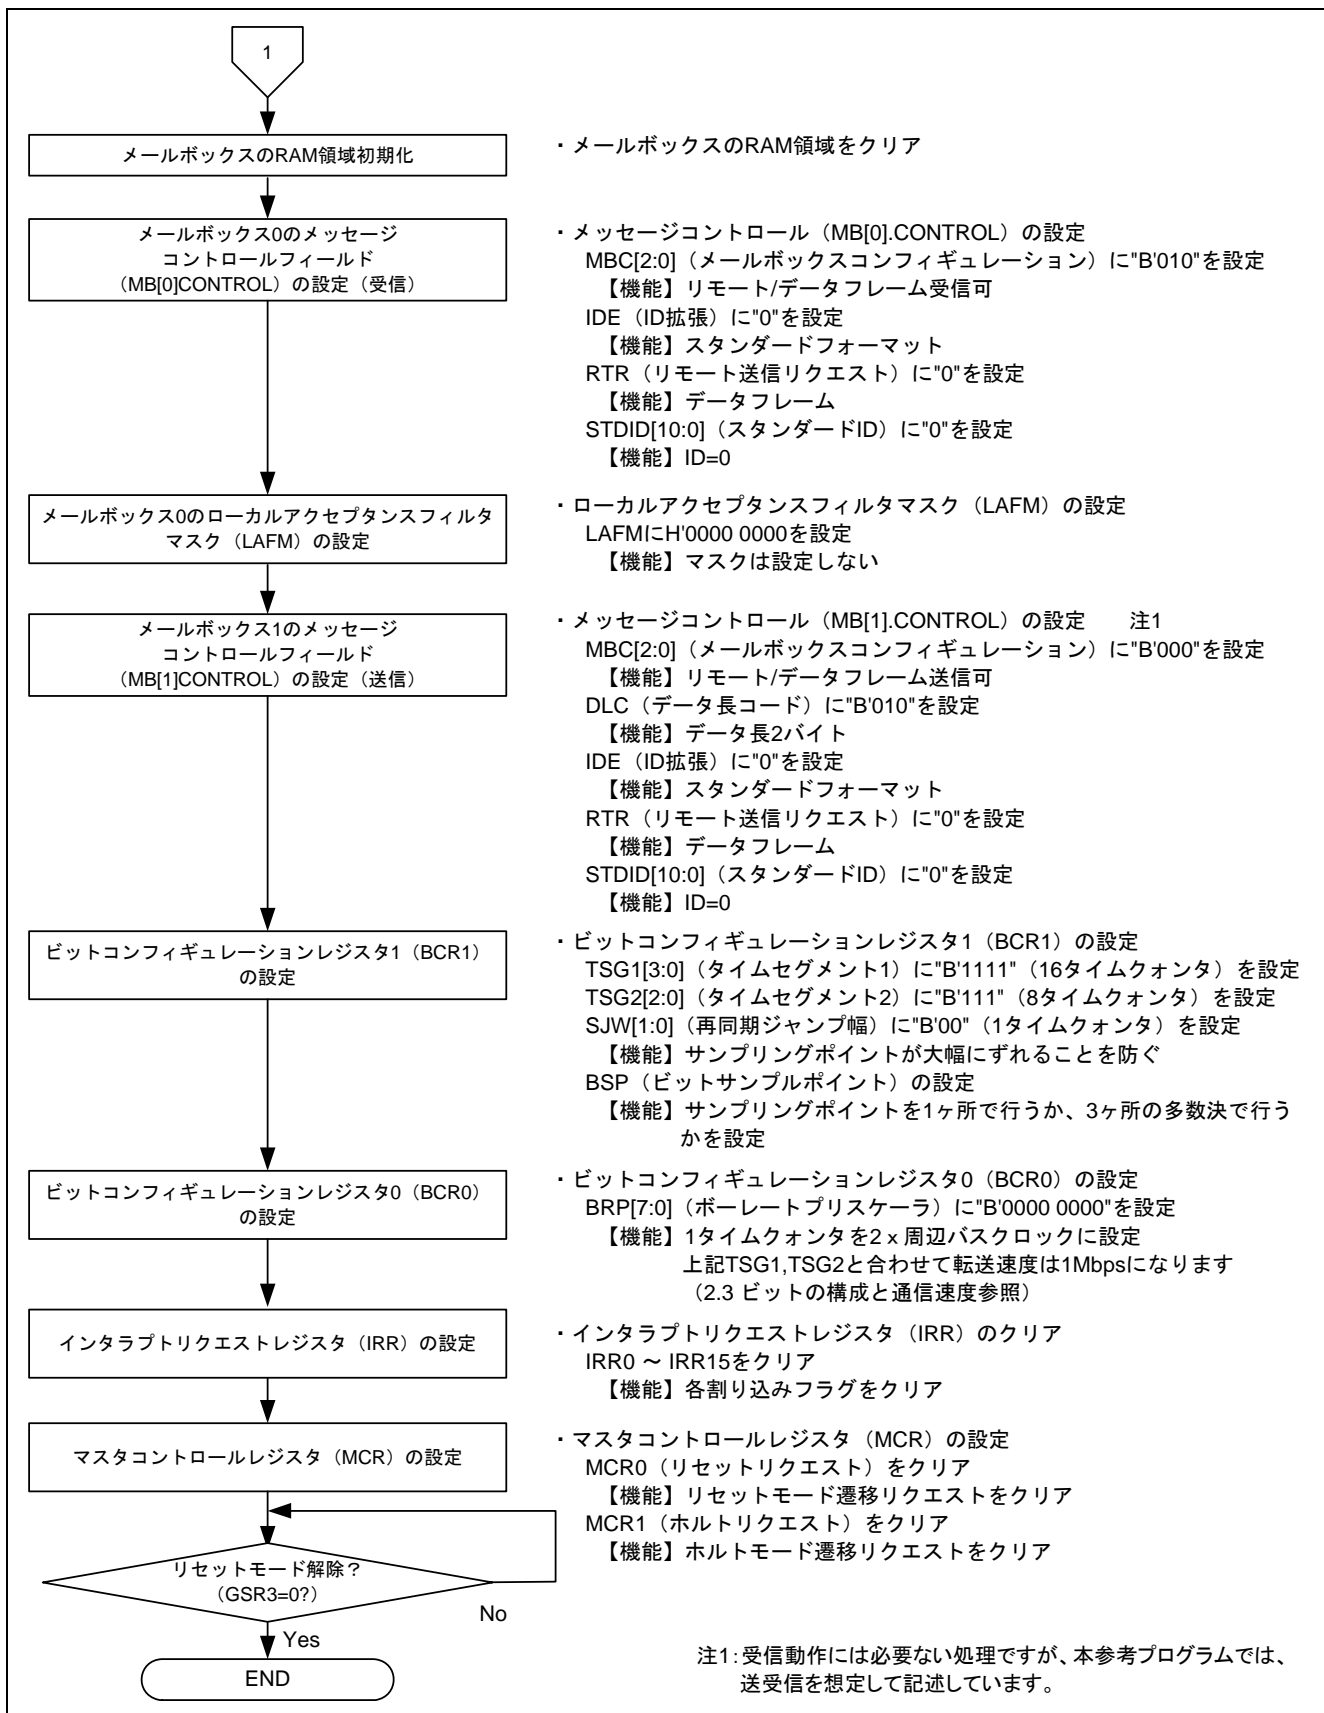 1
メールボックスのRAM領域初期化
・メールボックスのRAM領域をクリア
メールボックス0のメッセージ
コントロールフィールド
（MB[0]CONTROL）の設定（受信）
・メッセージコントロール（MB[0].CONTROL）の設定
MBC[2:0]（メールボックスコンフィギュレーション）に"B'010"を設定
【機能】リモート/データフレーム受信可
IDE（ID拡張）に"0"を設定
【機能】スタンダードフォーマット
RTR（リモート送信リクエスト）に"0"を設定
【機能】データフレーム
STDID[10:0]（スタンダードID）に"0"を設定
【機能】ID=0
メールボックス0のローカルアクセプタンスフィルタ
マスク（LAFM）の設定
・ローカルアクセプタンスフィルタマスク（LAFM）の設定
LAFMにH'0000 0000を設定
【機能】マスクは設定しない
メールボックス1のメッセージ
コントロールフィールド
（MB[1]CONTROL）の設定（送信）
・メッセージコントロール（MB[1].CONTROL）の設定　　注1
MBC[2:0]（メールボックスコンフィギュレーション）に"B'000"を設定
【機能】リモート/データフレーム送信可
DLC（データ長コード）に"B'010"を設定
【機能】データ長2バイト
IDE（ID拡張）に"0"を設定
【機能】スタンダードフォーマット
RTR（リモート送信リクエスト）に"0"を設定
【機能】データフレーム
STDID[10:0]（スタンダードID）に"0"を設定
【機能】ID=0
ビットコンフィギュレーションレジスタ1（BCR1）
の設定
・ビットコンフィギュレーションレジスタ1（BCR1）の設定
TSG1[3:0]（タイムセグメント1）に"B'1111"（16タイムクォンタ）を設定
TSG2[2:0]（タイムセグメント2）に"B'111"（8タイムクォンタ）を設定
SJW[1:0]（再同期ジャンプ幅）に"B'00"（1タイムクォンタ）を設定
【機能】サンプリングポイントが大幅にずれることを防ぐ
BSP（ビットサンプルポイント）の設定
【機能】サンプリングポイントを1ヶ所で行うか、3ヶ所の多数決で行う
かを設定
ビットコンフィギュレーションレジスタ0（BCR0）
の設定
・ビットコンフィギュレーションレジスタ0（BCR0）の設定
BRP[7:0]（ボーレートプリスケーラ）に"B'0000 0000"を設定
【機能】1タイムクォンタを2 x 周辺バスクロックに設定
上記TSG1,TSG2と合わせて転送速度は1Mbpsになります
（2.3 ビットの構成と通信速度参照）
インタラプトリクエストレジスタ（IRR）の設定
・インタラプトリクエストレジスタ（IRR）のクリア
IRR0 ～ IRR15をクリア
【機能】各割り込みフラグをクリア
マスタコントロールレジスタ（MCR）の設定
・マスタコントロールレジスタ（MCR）の設定
MCR0（リセットリクエスト）をクリア
【機能】リセットモード遷移リクエストをクリア
MCR1（ホルトリクエスト）をクリア
【機能】ホルトモード遷移リクエストをクリア
リセットモード解除？
（GSR3=0?）
No
Yes
END
注1：受信動作には必要ない処理ですが、本参考プログラムでは、
送受信を想定して記述しています。